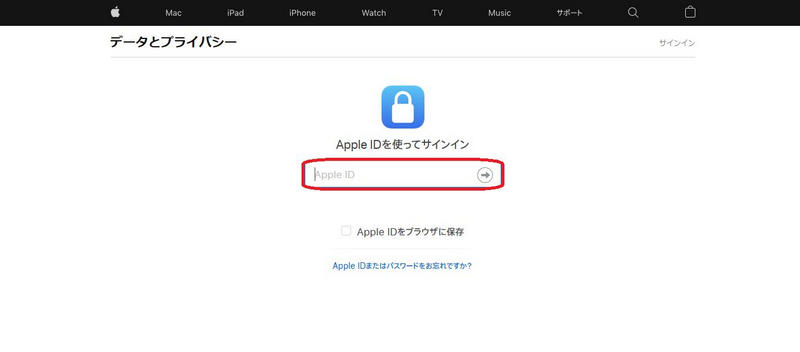 Mac iPad iPhone Watch TV Music サポート
データとプライバシー サインイン
Apple IDを使ってサインイン
Apple ID
Apple IDをブラウザに保存
Apple IDまたはパスワードをお忘れですか?